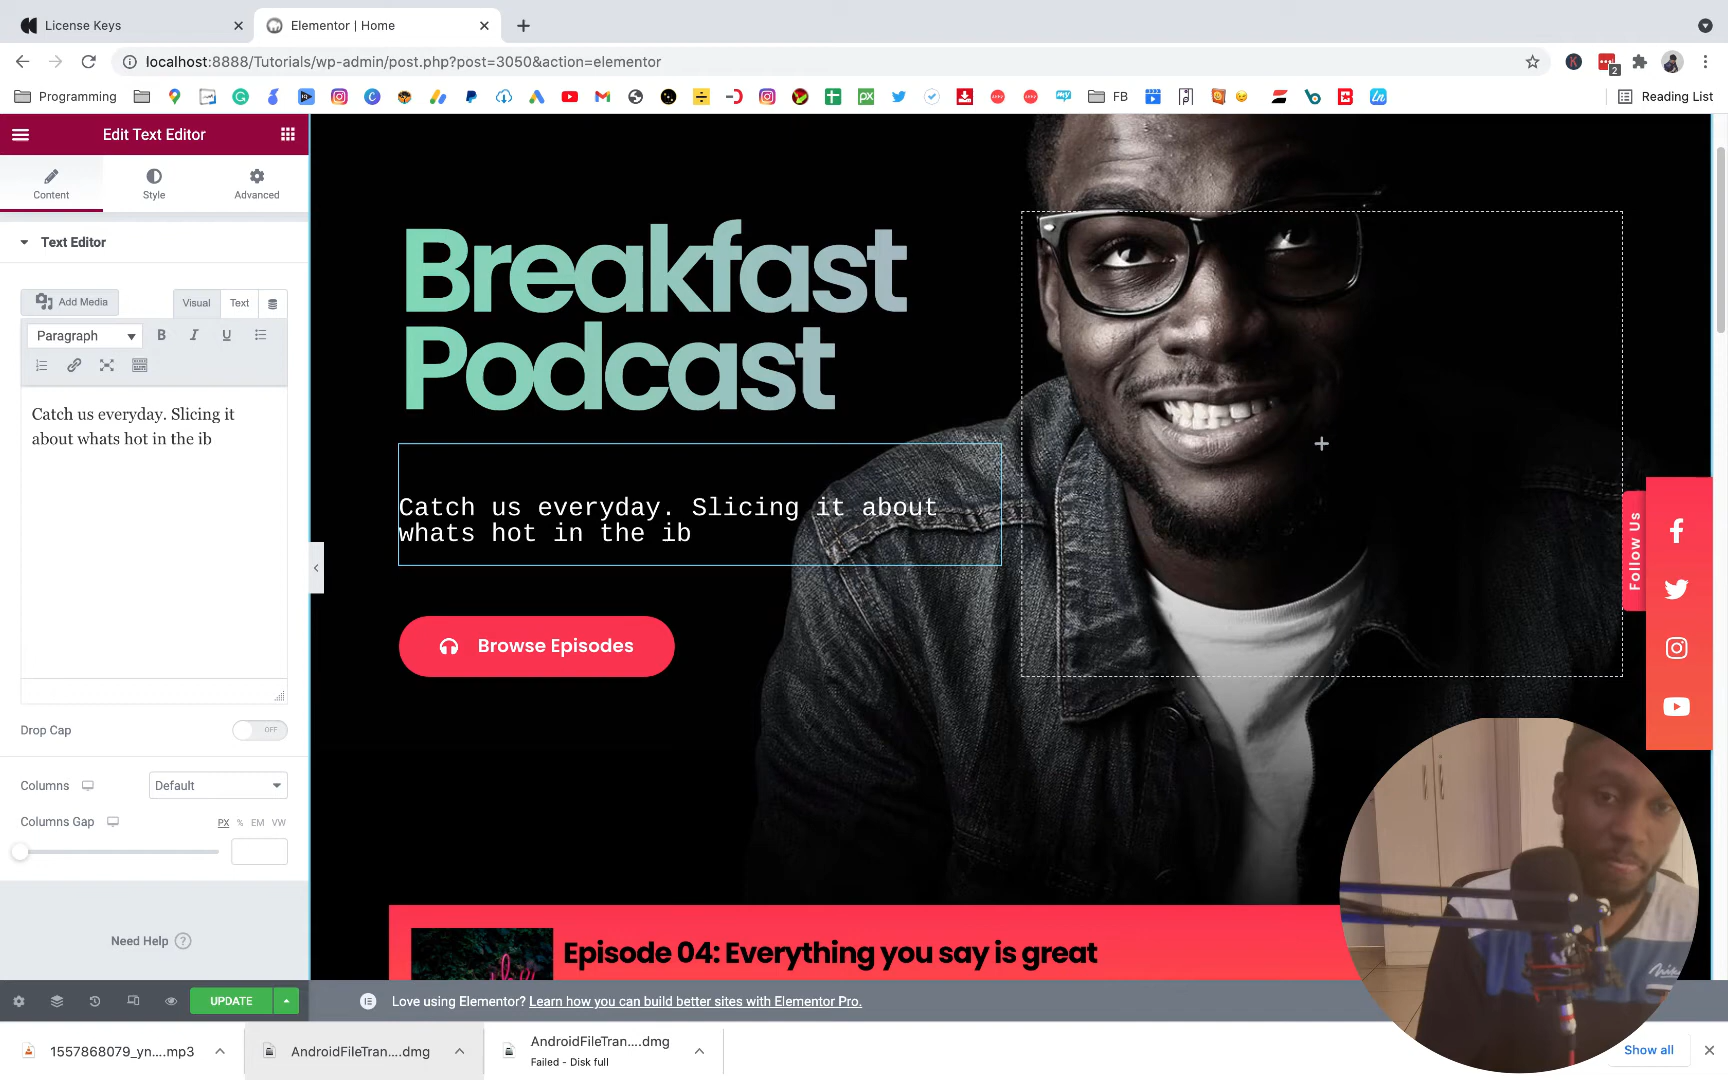 License Keys
Elementor | Home
localhost:8888/Tutorials/wp-admin/post.php?post=3050&action=elementor
2
Programming
FB
Reading List
Edit Text Editor
Content
Style
Advanced
Text Editor
Add Media
Visual
Text
Paragraph
B
I
U
Catch us everyday. Slicing it
about whats hot in the ib
Drop Cap
OFF
Columns
Default
Columns Gap
PX
%
EM
VW
Need Help
UPDATE
Breakfast
Podcast
Catch us everyday. Slicing it about
whats hot in the ib
Browse Episodes
Follow Us
Episode 04: Everything you say is great
Love using Elementor? Learn how you can build better sites with Elementor Pro.
1557868079_yn....mp3
AndroidFileTran....dmg
AndroidFileTran....dmg
Failed - Disk full
Show all